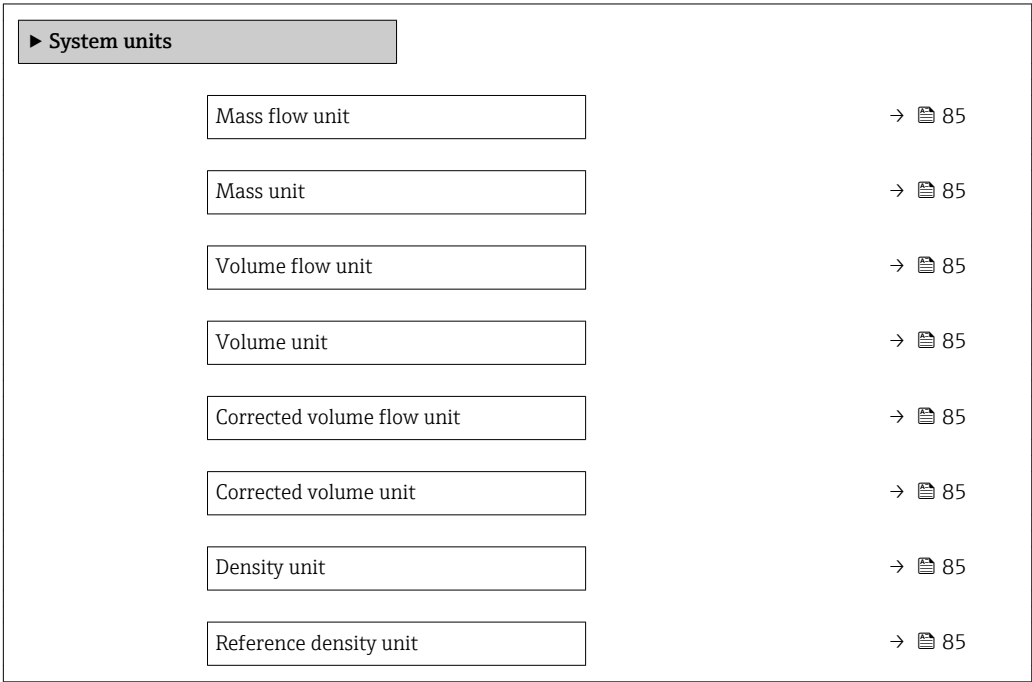 ▶ System units
Mass flow unit → 85
Mass unit → 85
Volume flow unit → 85
Volume unit → 85
Corrected volume flow unit → 85
Corrected volume unit → 85
Density unit → 85
Reference density unit → 85